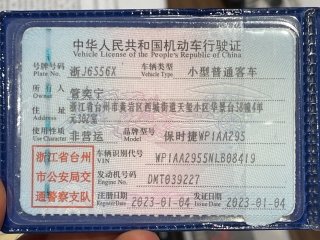 中华人民共和国机动车行驶证
Vehicle License of the People's Republic of China
号牌号码 Plate No. 浙J6S56X 车辆类型 Vehicle Type 小型普通客车
所有人 Owner 管奕宁
住址 Address 浙江省台州市黄岩区西城街道天玺小区华景台38幢4单
元302室
使用性质 Use Character 非营运 品牌型号 Model 保时捷WP1AA295
浙江省台州
市公安局交
通警察支队
车辆识别代号 VIN WP1AA2955NLB08419
发动机号码 Engine No. DMT039227
注册日期 Register Date 2023-01-04 发证日期 Issue Date 2023-01-04